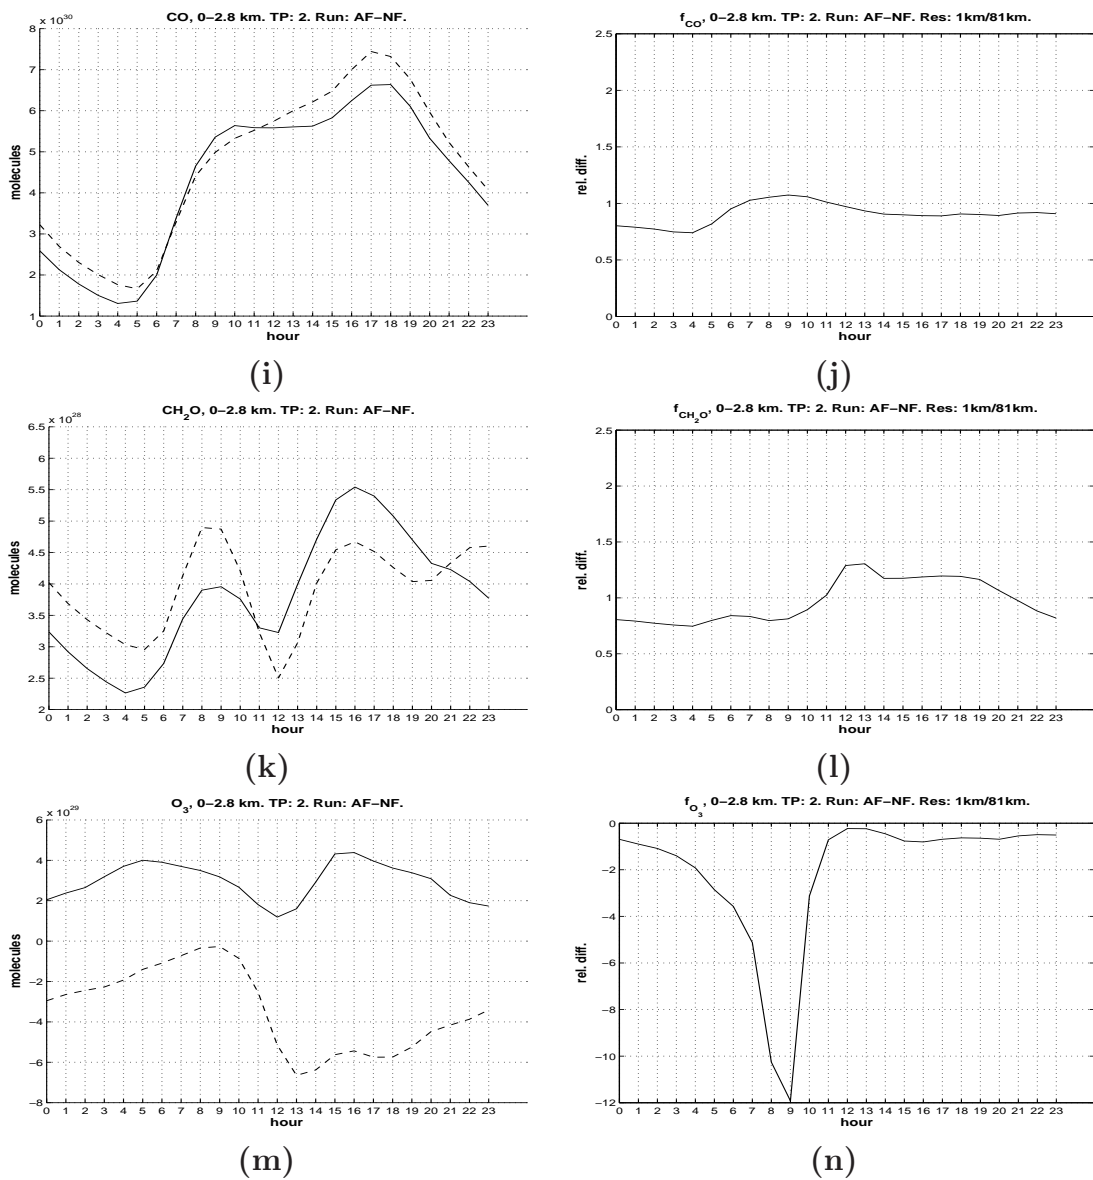 CO, 0–2.8 km. TP: 2. Run: AF–NF.
x 10^30
8
7
6
5
4
3
2
1
molecules
0 1 2 3 4 5 6 7 8 9 10 11 12 13 14 15 16 17 18 19 20 21 22 23
hour
(i)
f_CO, 0–2.8 km. TP: 2. Run: AF–NF. Res: 1km/81km.
2.5
2
1.5
1
0.5
0
rel. diff.
0 1 2 3 4 5 6 7 8 9 10 11 12 13 14 15 16 17 18 19 20 21 22 23
hour
(j)
CH_2O, 0–2.8 km. TP: 2. Run: AF–NF.
x 10^28
6.5
6
5.5
5
4.5
4
3.5
3
2.5
2
molecules
0 1 2 3 4 5 6 7 8 9 10 11 12 13 14 15 16 17 18 19 20 21 22 23
hour
(k)
f_CH_2O, 0–2.8 km. TP: 2. Run: AF–NF. Res: 1km/81km.
2.5
2
1.5
1
0.5
0
rel. diff.
0 1 2 3 4 5 6 7 8 9 10 11 12 13 14 15 16 17 18 19 20 21 22 23
hour
(l)
O_3, 0–2.8 km. TP: 2. Run: AF–NF.
x 10^29
6
4
2
0
−2
−4
−6
−8
molecules
0 1 2 3 4 5 6 7 8 9 10 11 12 13 14 15 16 17 18 19 20 21 22 23
hour
(m)
f_O_3, 0–2.8 km. TP: 2. Run: AF–NF. Res: 1km/81km.
0
−2
−4
−6
−8
−10
−12
rel. diff.
0 1 2 3 4 5 6 7 8 9 10 11 12 13 14 15 16 17 18 19 20 21 22 23
hour
(n)